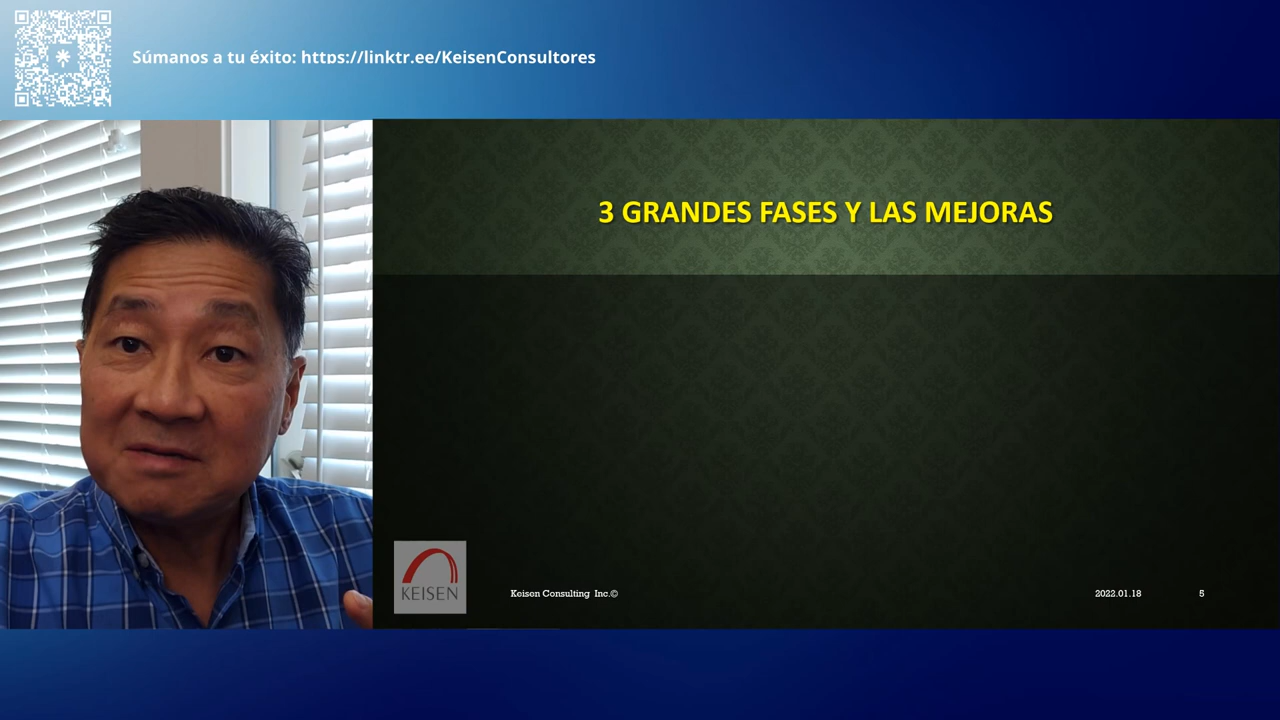 Súmanos a tu éxito: https://linktr.ee/KeisenConsultores
3 GRANDES FASES Y LAS MEJORAS
KEISEN
Keisen Consulting Inc.©
2022.01.18
5